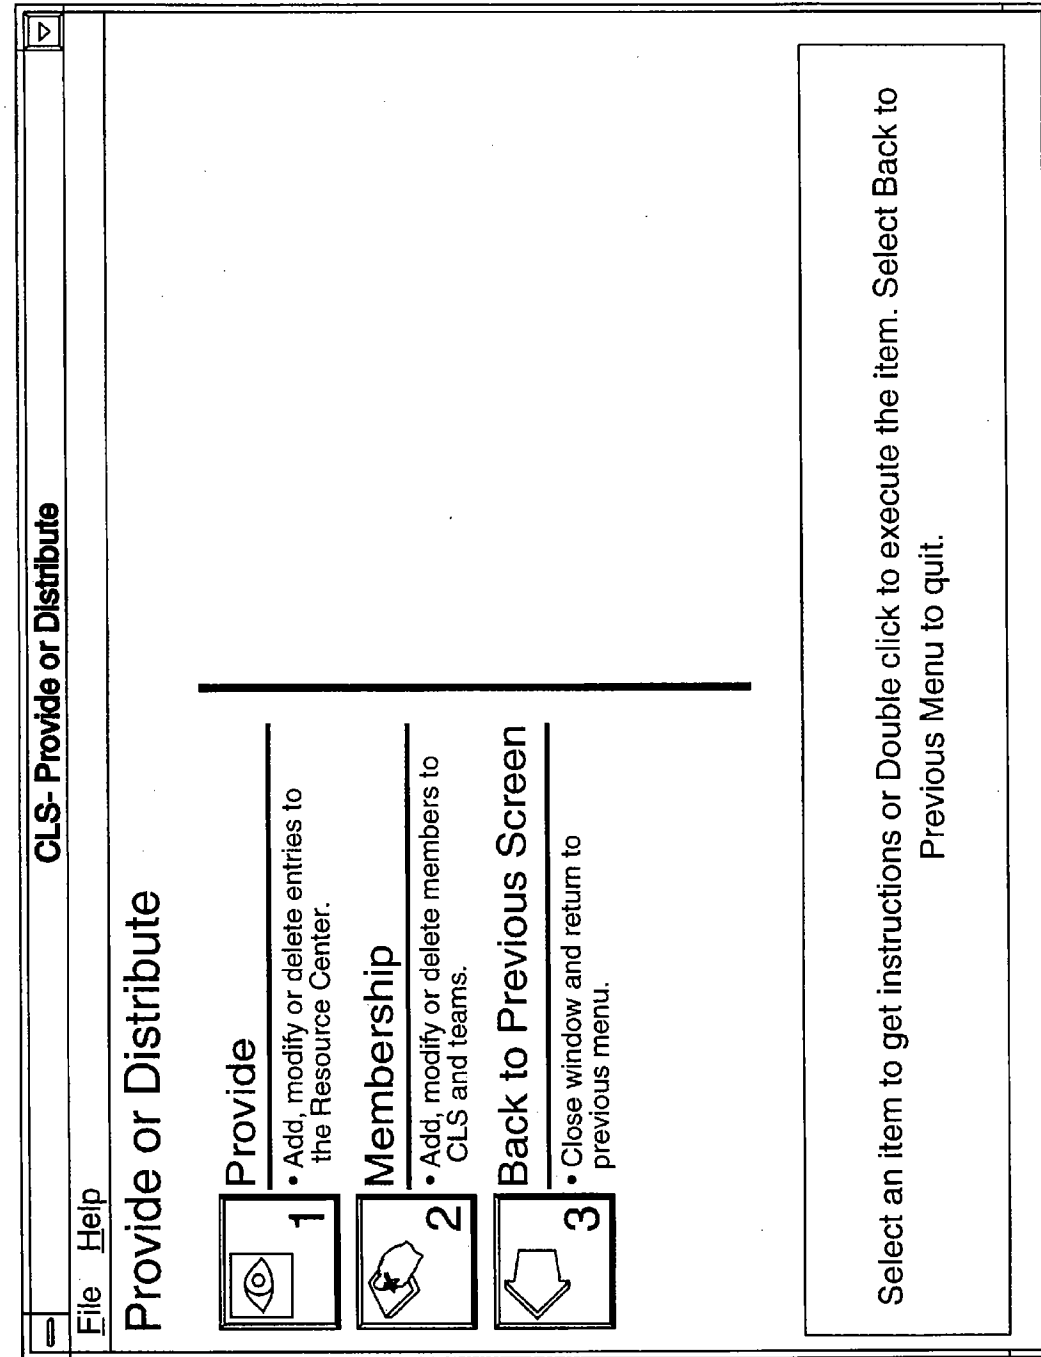 CLS- Provide or Distribute
File Help
Provide or Distribute
1
Provide
• Add, modify or delete entries to
the Resource Center.
2
Membership
• Add, modify or delete members to
CLS and teams.
3
Back to Previous Screen
• Close window and return to
previous menu.
Select an item to get instructions or Double click to execute the item. Select Back to
Previous Menu to quit.